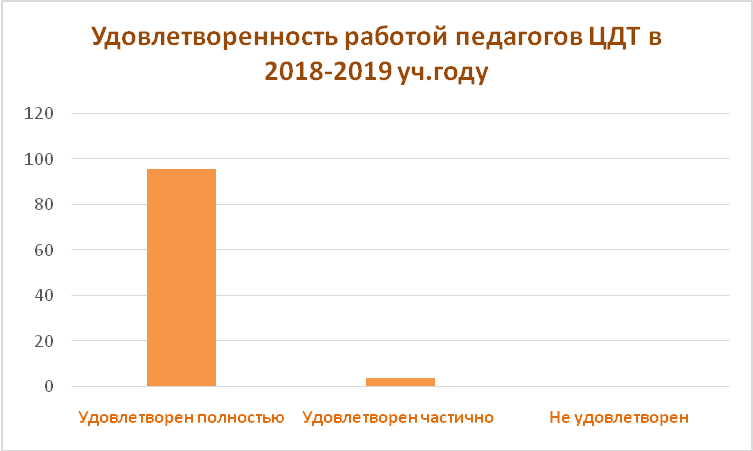 Удовлетворенность работой педагогов ЦДТ в
2018-2019 уч.году
120
100
80
60
40
20
0
Удовлетворен полностью Удовлетворен частично Не удовлетворен